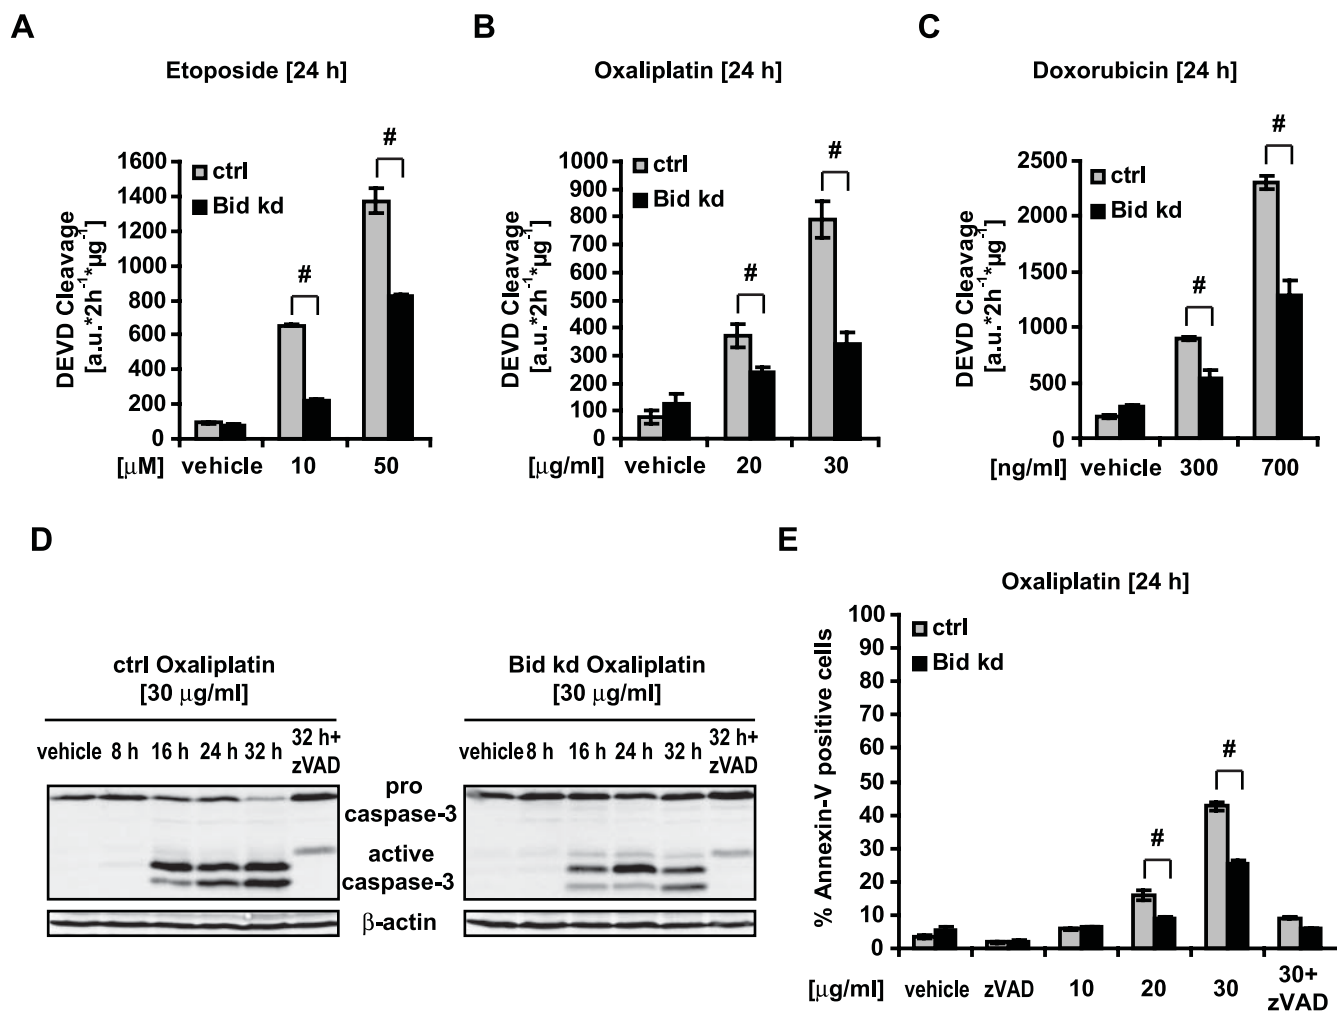 A
Etoposide [24 h]
DEVD Cleavage
[a.u.*2h⁻¹*µg⁻¹]
1600
1400
1200
1000
800
600
400
200
0
ctrl
Bid kd
#
#
[µM] vehicle 10 50
B
Oxaliplatin [24 h]
DEVD Cleavage
[a.u.*2h⁻¹*µg⁻¹]
1000
900
800
700
600
500
400
300
200
100
0
ctrl
Bid kd
#
#
[µg/ml] vehicle 20 30
C
Doxorubicin [24 h]
DEVD Cleavage
[a.u.*2h⁻¹*µg⁻¹]
2500
2000
1500
1000
500
0
ctrl
Bid kd
#
#
[ng/ml] vehicle 300 700
D
ctrl Oxaliplatin
[30 µg/ml]
vehicle 8 h 16 h 24 h 32 h 32 h+
zVAD
Bid kd Oxaliplatin
[30 µg/ml]
vehicle 8 h 16 h 24 h 32 h 32 h+
zVAD
pro
caspase-3
active
caspase-3
β-actin
E
Oxaliplatin [24 h]
% Annexin-V positive cells
100
90
80
70
60
50
40
30
20
10
0
ctrl
Bid kd
#
#
[µg/ml] vehicle zVAD 10 20 30 30+
zVAD